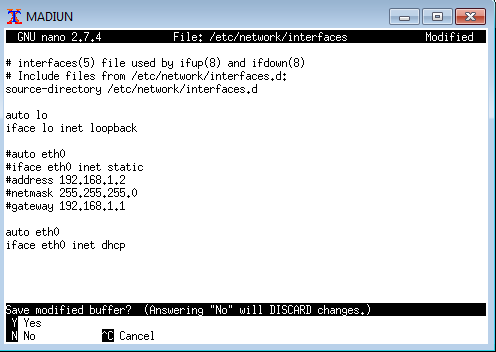 MADIUN
GNU nano 2.7.4 File: /etc/network/interfaces Modified
# interfaces(5) file used by ifup(8) and ifdown(8)
# Include files from /etc/network/interfaces.d:
source-directory /etc/network/interfaces.d
auto lo
iface lo inet loopback
#auto eth0
#iface eth0 inet static
#address 192.168.1.2
#netmask 255.255.255.0
#gateway 192.168.1.1
auto eth0
iface eth0 inet dhcp
Save modified buffer? (Answering "No" will DISCARD changes.)
Y Yes
N No ^C Cancel